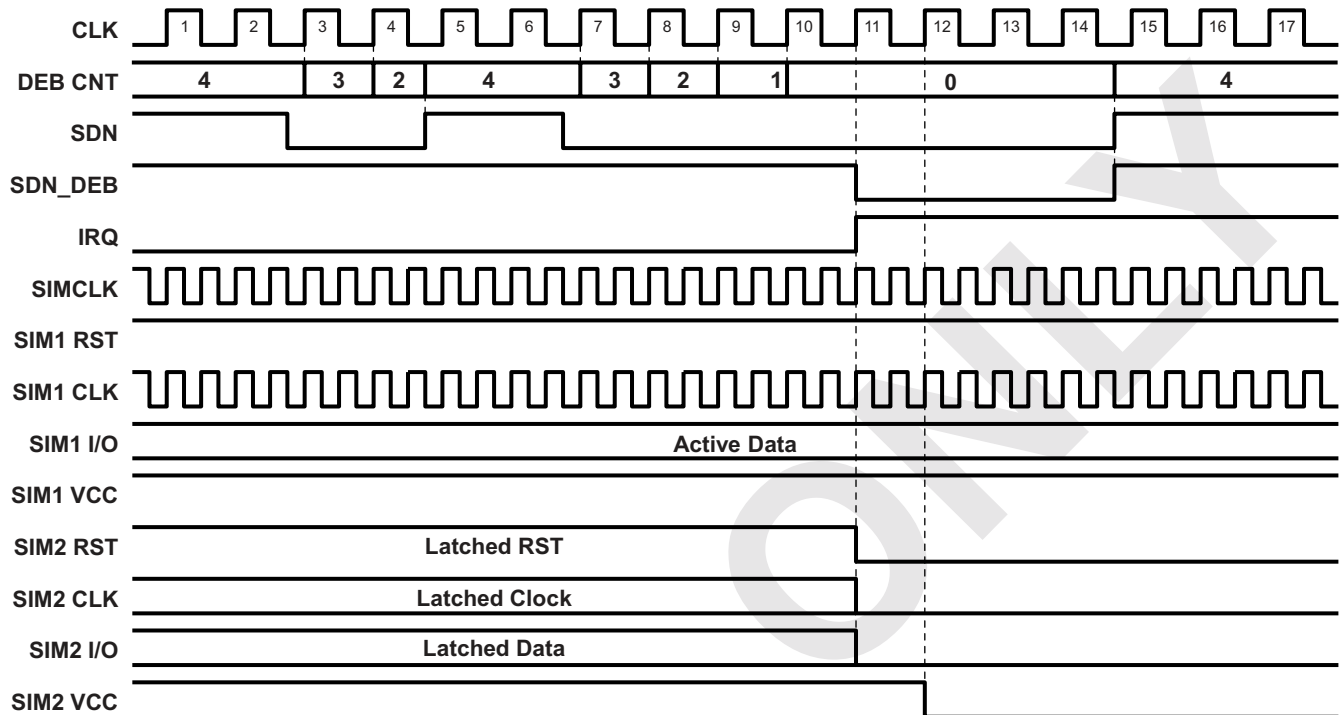 CLK 1 2 3 4 5 6 7 8 9 10 11 12 13 14 15 16 17
DEB CNT 4 3 2 4 3 2 1 0 4
SDN
SDN_DEB
IRQ
SIMCLK
SIM1 RST
SIM1 CLK
SIM1 I/O Active Data
SIM1 VCC
SIM2 RST Latched RST
SIM2 CLK Latched Clock
SIM2 I/O Latched Data
SIM2 VCC
ONLY